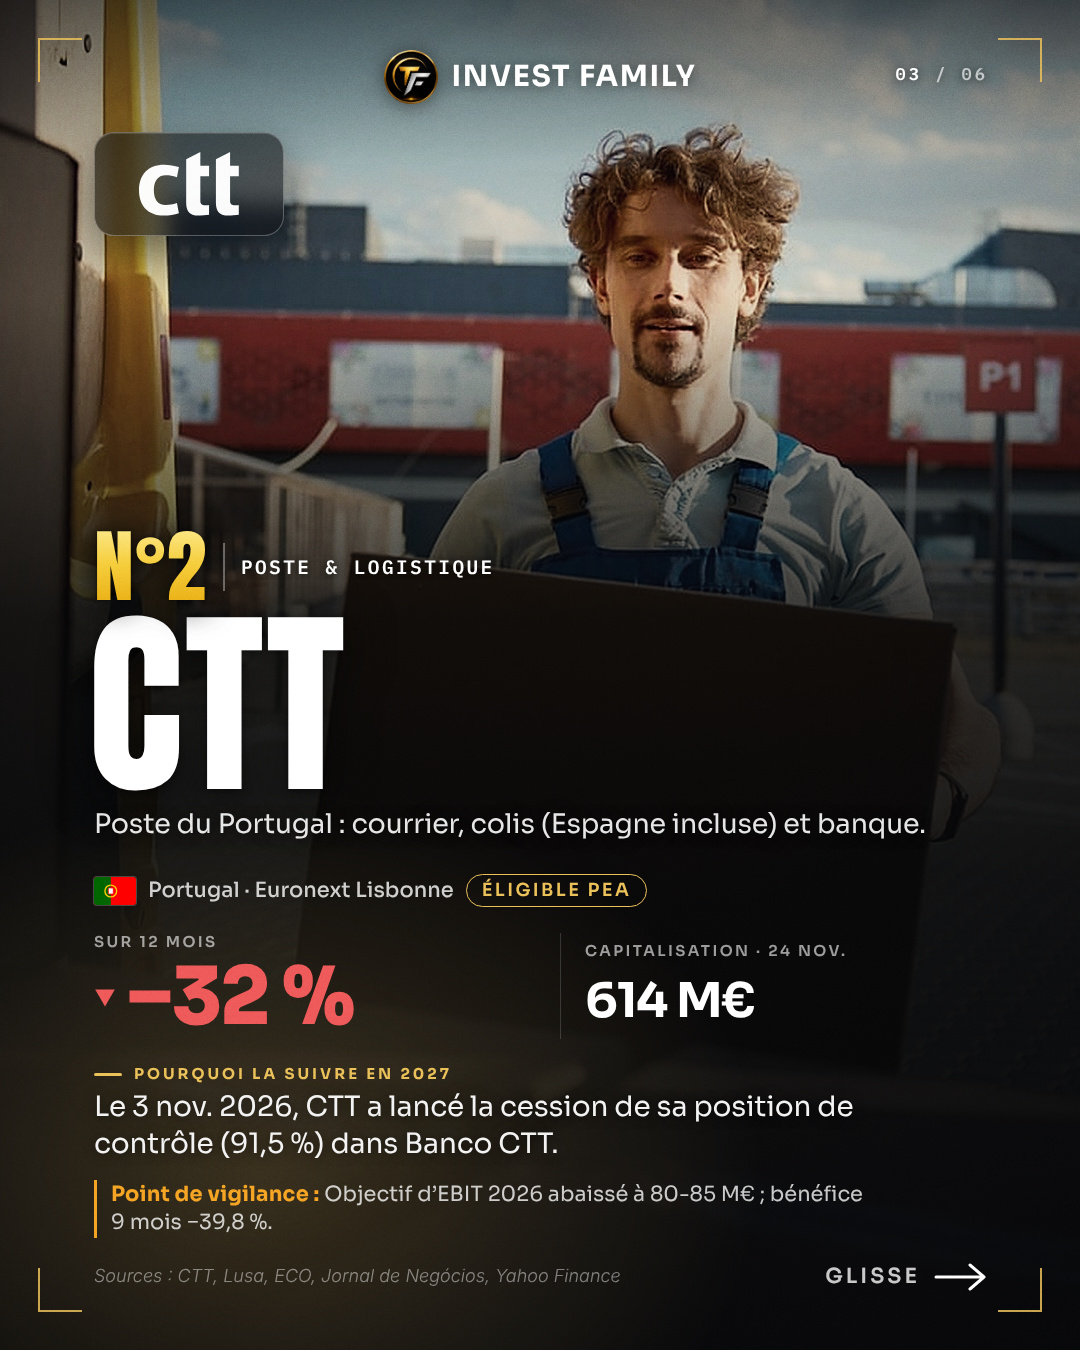 INVEST FAMILY
03 / 06
ctt
P1
N°2
POSTE & LOGISTIQUE
CTT
Poste du Portugal : courrier, colis (Espagne incluse) et banque.
Portugal · Euronext Lisbonne
ÉLIGIBLE PEA
SUR 12 MOIS
▼ −32 %
CAPITALISATION · 24 NOV.
614 M€
POURQUOI LA SUIVRE EN 2027
Le 3 nov. 2026, CTT a lancé la cession de sa position de
contrôle (91,5 %) dans Banco CTT.
Point de vigilance : Objectif d’EBIT 2026 abaissé à 80-85 M€ ; bénéfice
9 mois −39,8 %.
Sources : CTT, Lusa, ECO, Jornal de Negócios, Yahoo Finance
GLISSE